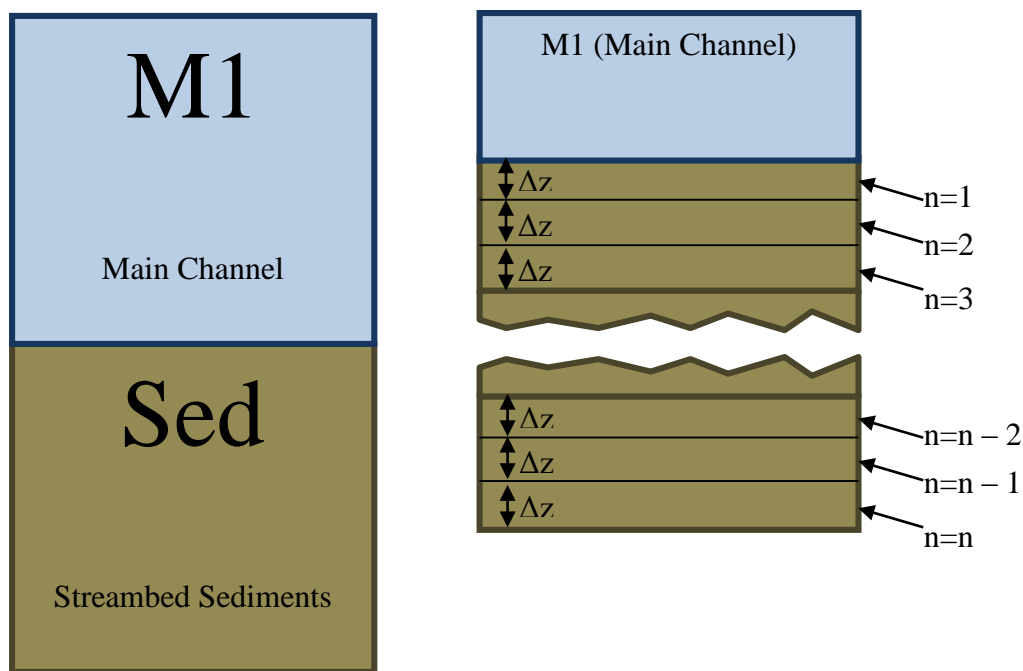 M1
Main Channel
Sed
Streambed Sediments
M1 (Main Channel)
Δz
n=1
Δz
n=2
Δz
n=3
Δz
n=n – 2
Δz
n=n – 1
Δz
n=n